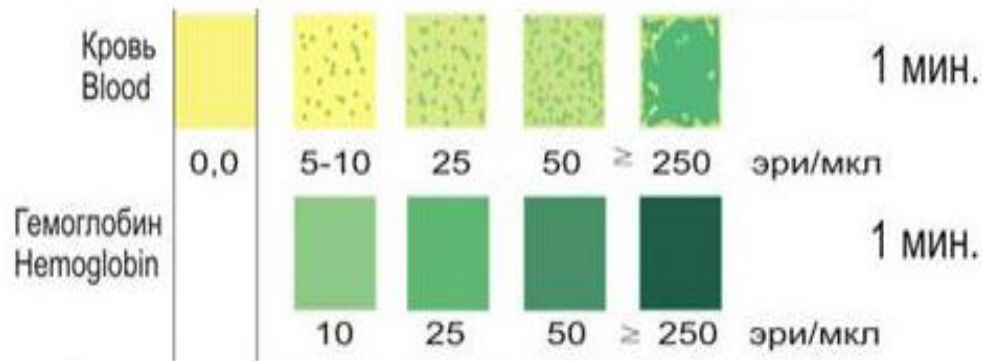 Кровь
Blood
1 мин.
0,0 5-10 25 50 ≥ 250 эри/мкл
Гемоглобин
Hemoglobin
1 мин.
10 25 50 ≥ 250 эри/мкл